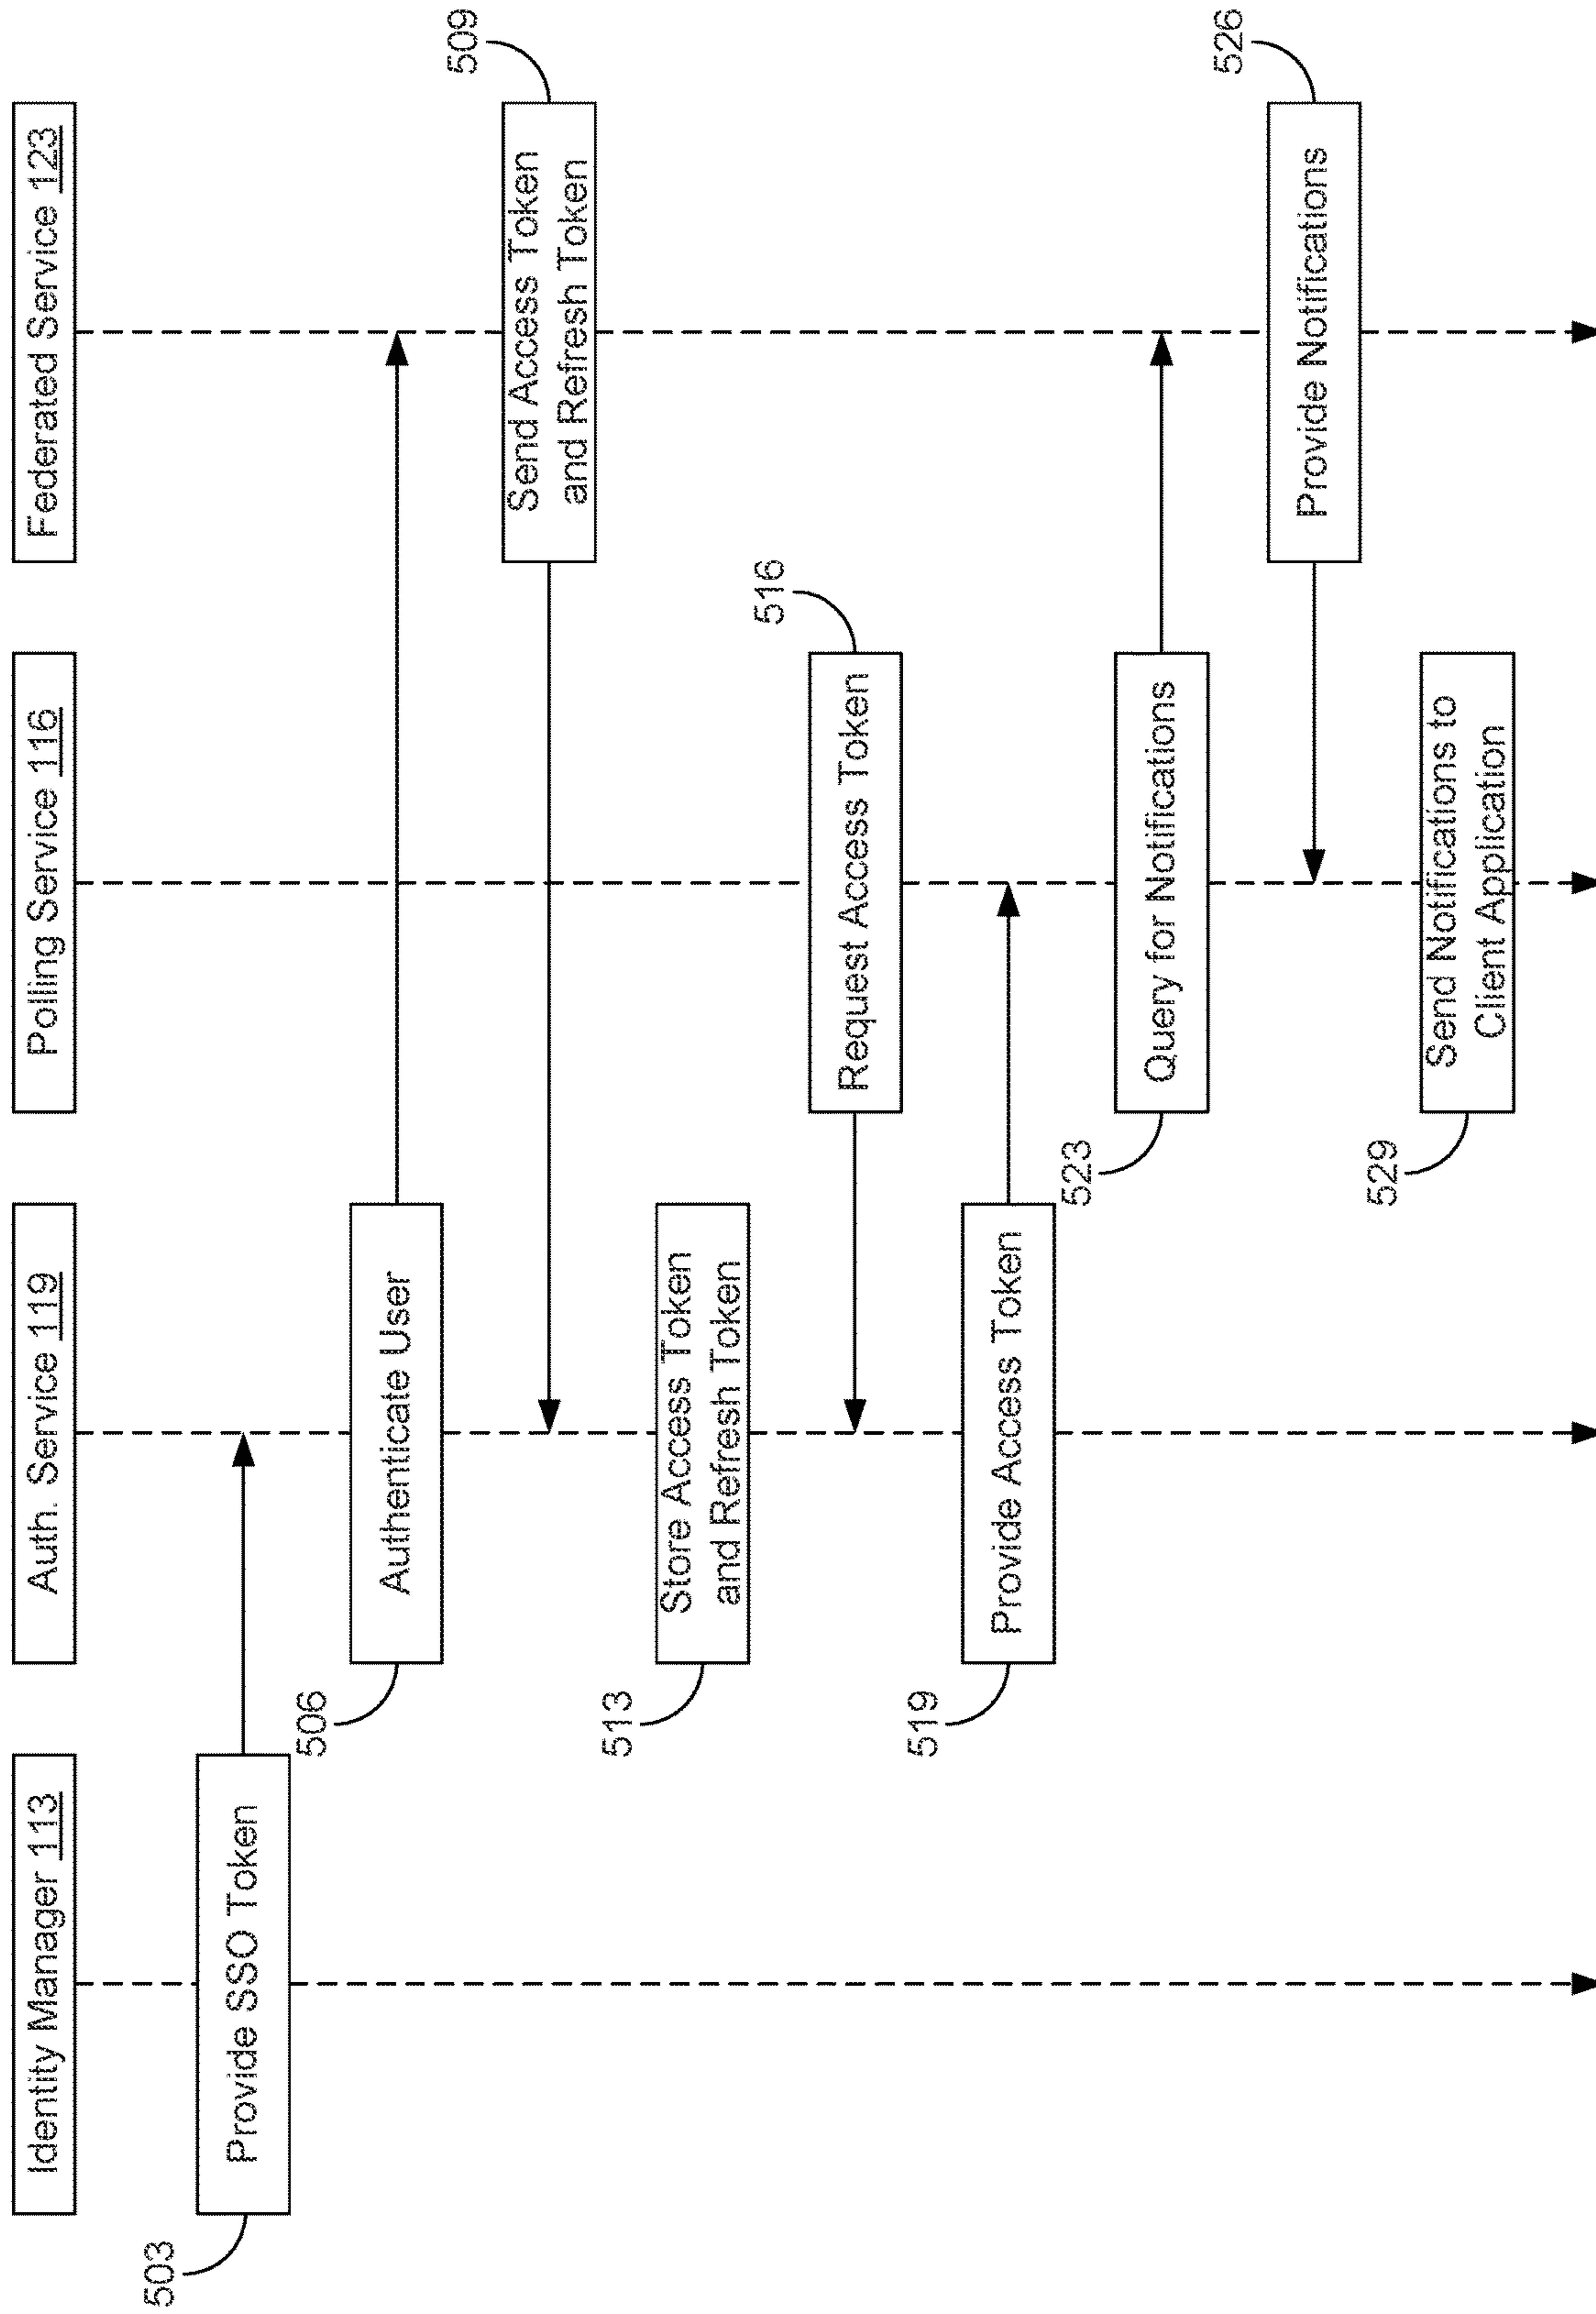 Identity Manager 113
Auth. Service 119
Polling Service 116
Federated Service 123
503
Provide SSO Token
506
Authenticate User
509
Send Access Token
and Refresh Token
513
Store Access Token
and Refresh Token
516
Request Access Token
519
Provide Access Token
523
Query for Notifications
526
Provide Notifications
529
Send Notifications to
Client Application